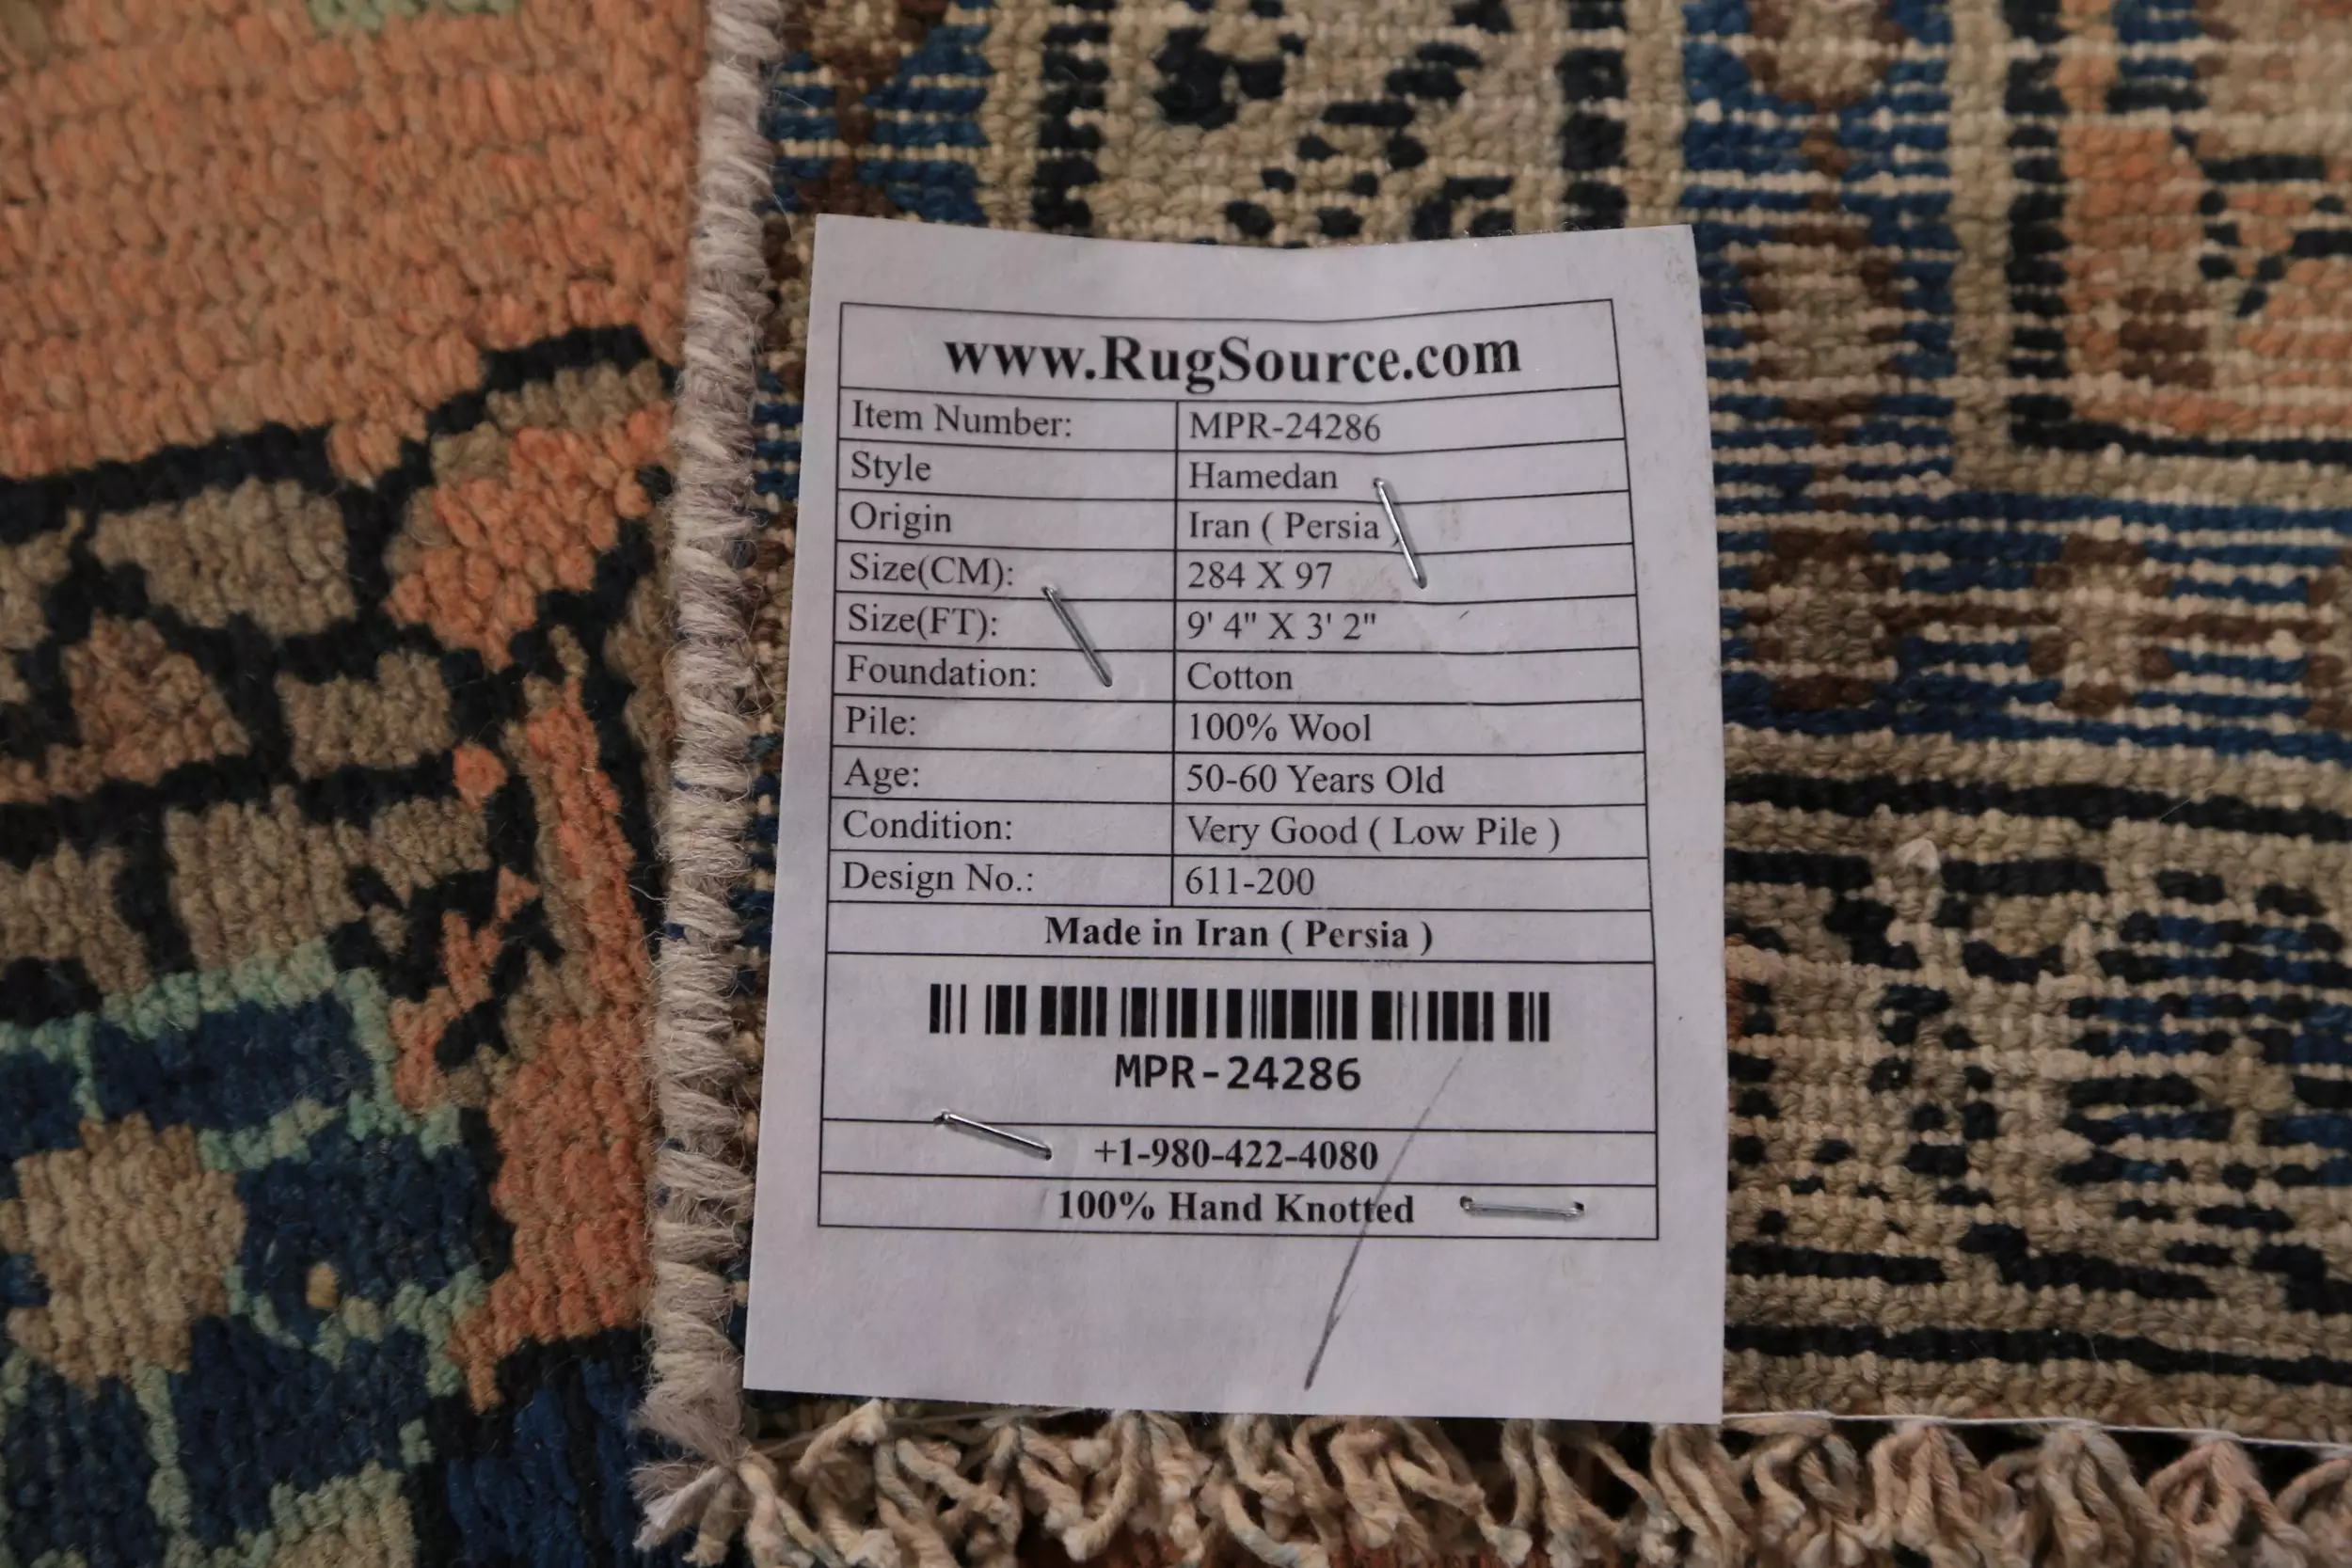 www.RugSource.com
Item Number: MPR-24286
Style Hamedan
Origin Iran ( Persia )
Size(CM): 284 X 97
Size(FT): 9' 4" X 3' 2"
Foundation: Cotton
Pile: 100% Wool
Age: 50-60 Years Old
Condition: Very Good ( Low Pile )
Design No.: 611-200
Made in Iran ( Persia )
MPR-24286
+1-980-422-4080
100% Hand Knotted